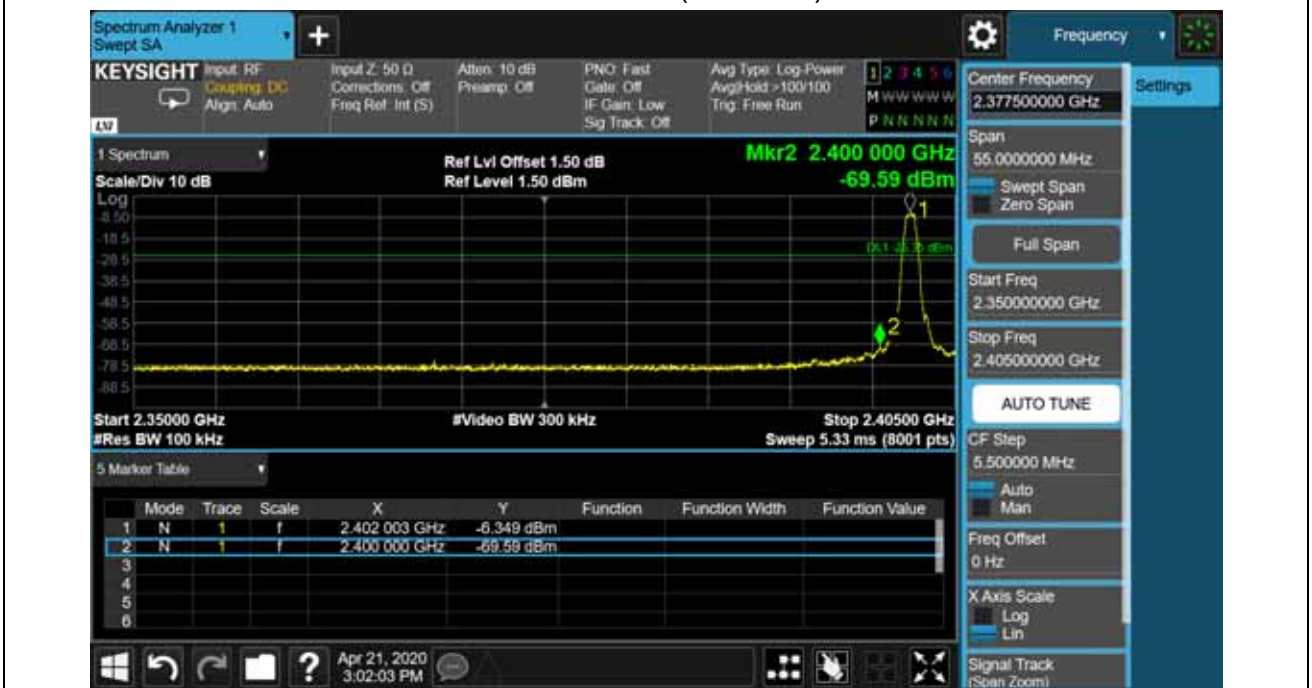 Spectrum Analyzer 1
Swept SA
Frequency
KEYSIGHT
Input: RF
Coupling: DC
Align: Auto
Input Z: 50 Ω
Corrections: Off
Freq Ref: Int (S)
Atten: 10 dB
Preamp: Off
PNO: Fast
Gate: Off
IF Gain: Low
Sig Track: Off
Avg Type: Log-Power
Avg|Hold: >100/100
Trig: Free Run
1 2 3 4 5 6
M W W W W W
P N N N N N
LXI
1 Spectrum
Scale/Div 10 dB
Ref Lvl Offset 1.50 dB
Ref Level 1.50 dBm
Mkr2 2.400 000 GHz
-69.59 dBm
Log
-8.50
-18.5
-28.5
-38.5
-48.5
-58.5
-68.5
-78.5
-88.5
1
2
Start 2.35000 GHz
#Res BW 100 kHz
#Video BW 300 kHz
Stop 2.40500 GHz
Sweep 5.33 ms (8001 pts)
5 Marker Table
Mode Trace Scale X Y Function Function Width Function Value
1 N 1 f 2.402 003 GHz -6.349 dBm
2 N 1 f 2.400 000 GHz -69.59 dBm
3
4
5
6
Apr 21, 2020
3:02:03 PM
Center Frequency
2.377500000 GHz
Settings
Span
55.0000000 MHz
Swept Span
Zero Span
Full Span
Start Freq
2.350000000 GHz
Stop Freq
2.405000000 GHz
AUTO TUNE
CF Step
5.500000 MHz
Auto
Man
Freq Offset
0 Hz
X Axis Scale
Log
Lin
Signal Track
(Span Zoom)